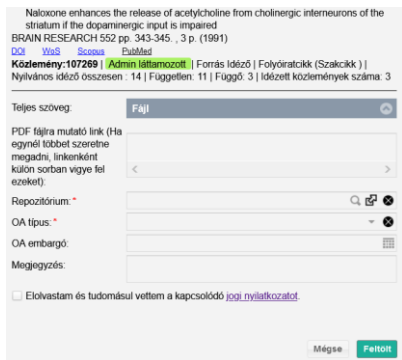 Naloxone enhances the release of acetylcholine from cholinergic interneurons of the
striatum if the dopaminergic input is impaired
BRAIN RESEARCH 552 pp. 343-345. , 3 p. (1991)
DOI WoS Scopus PubMed
Közlemény:107269 | Admin láttamozott | Forrás Idéző | Folyóiratcikk (Szakcikk ) |
Nyilvános idéző összesen : 14 | Független: 11 | Függő: 3 | Idézett közlemények száma: 3
Teljes szöveg: Fájl
PDF fájlra mutató link (Ha
egynél többet szeretne
megadni, linkenként
külön sorban vigye fel
ezeket):
Repozitórium: *
OA típus: *
OA embargó:
Megjegyzés:
Elolvastam és tudomásul vettem a kapcsolódó jogi nyilatkozatot.
Mégse Feltölt